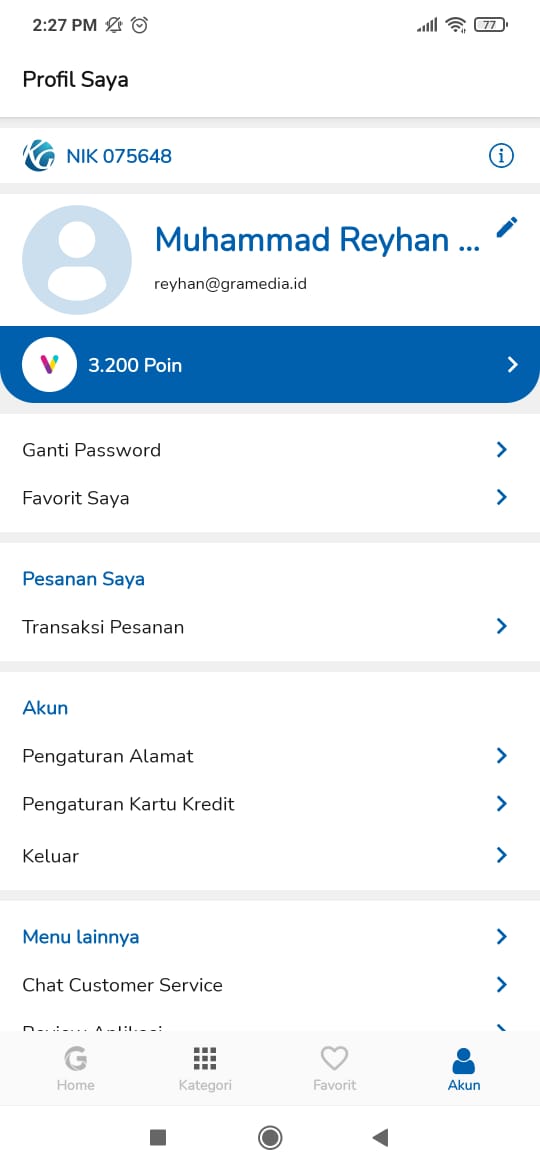 2:27 PM
77
Profil Saya
NIK 075648
Muhammad Reyhan ...
reyhan@gramedia.id
3.200 Poin
Ganti Password
Favorit Saya
Pesanan Saya
Transaksi Pesanan
Akun
Pengaturan Alamat
Pengaturan Kartu Kredit
Keluar
Menu lainnya
Chat Customer Service
Review Aplikasi
Home
Kategori
Favorit
Akun